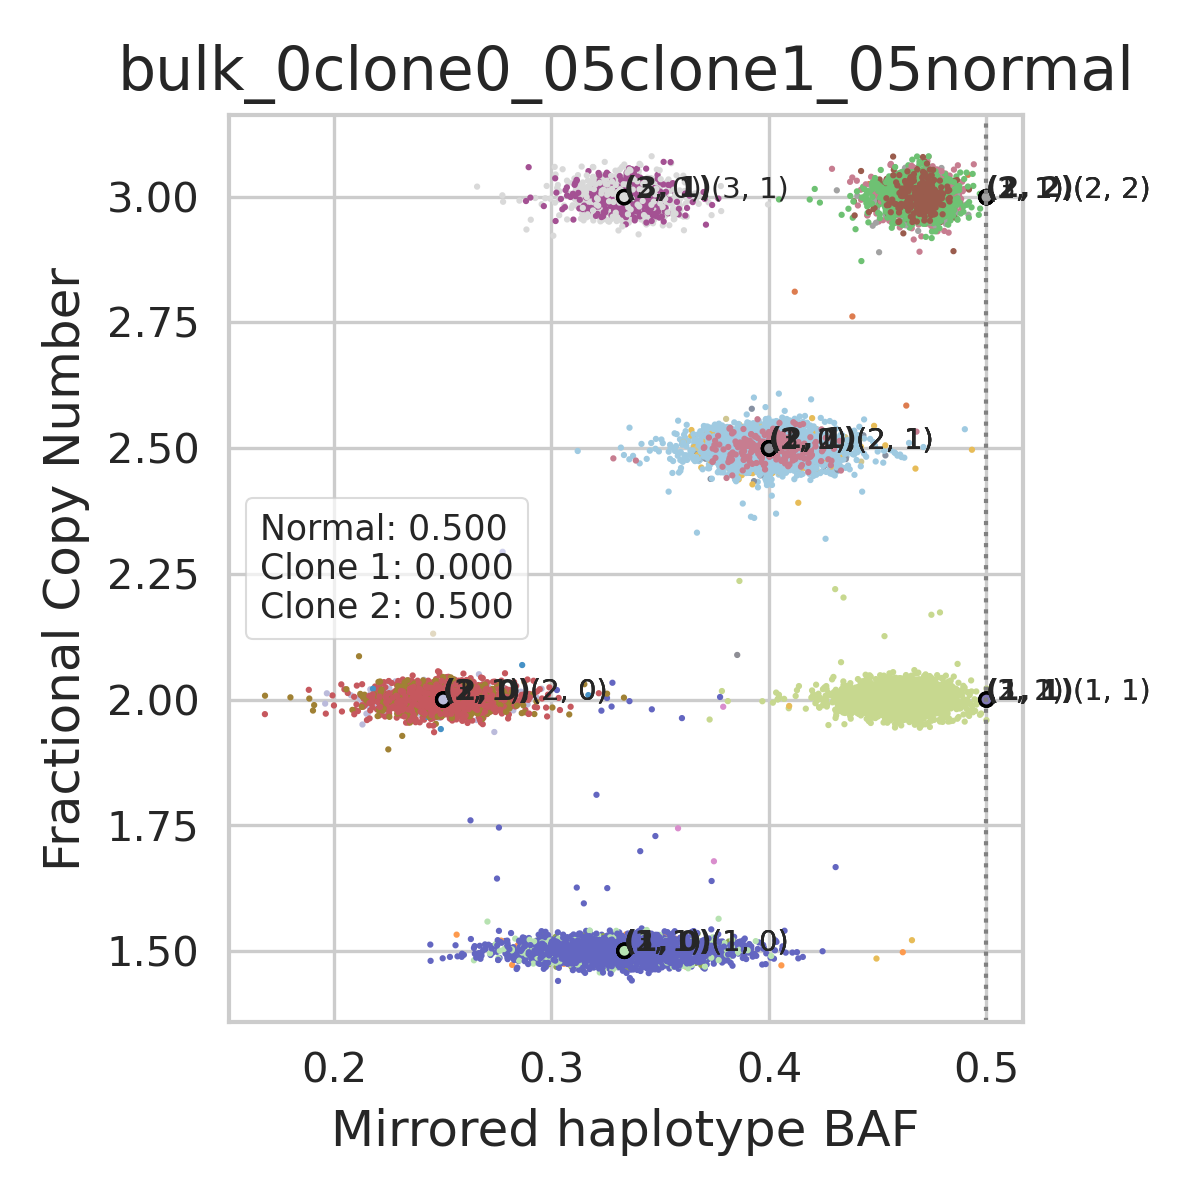 bulk_0clone0_05clone1_05normal
3.00
2.75
2.50
2.25
2.00
1.75
1.50
Fractional Copy Number
(3, 1)
(2, 2)
(2, 1)
Normal: 0.500
Clone 1: 0.000
Clone 2: 0.500
(2, 0)
(1, 1)
(1, 0)
0.2
0.3
0.4
0.5
Mirrored haplotype BAF